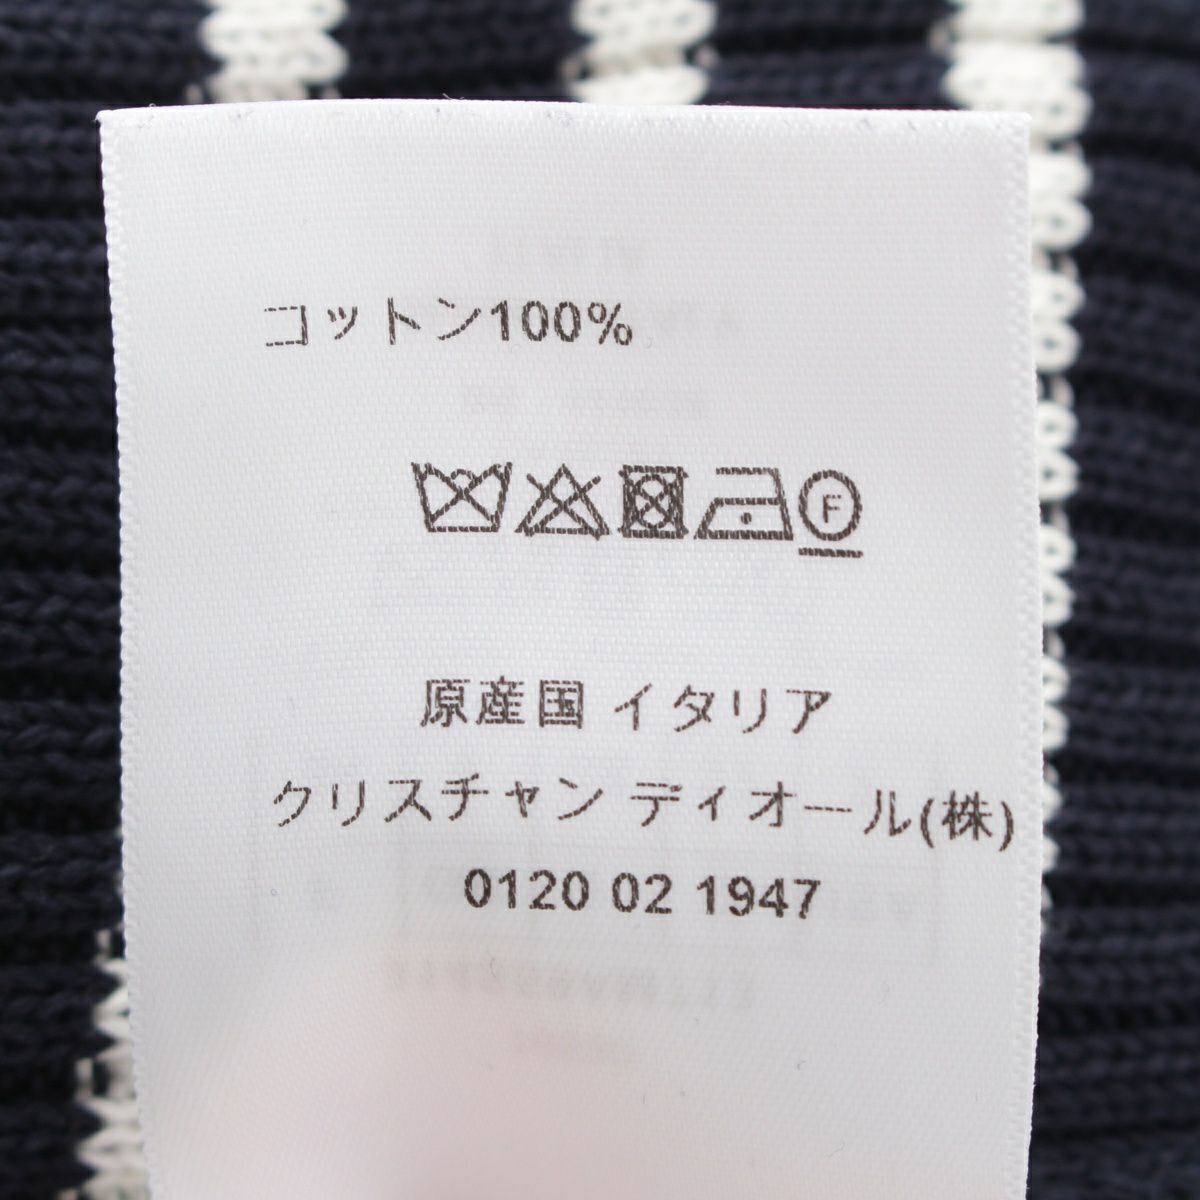 コットン100%
F
原産国 イタリア
クリスチャン ディオール(株)
0120 02 1947